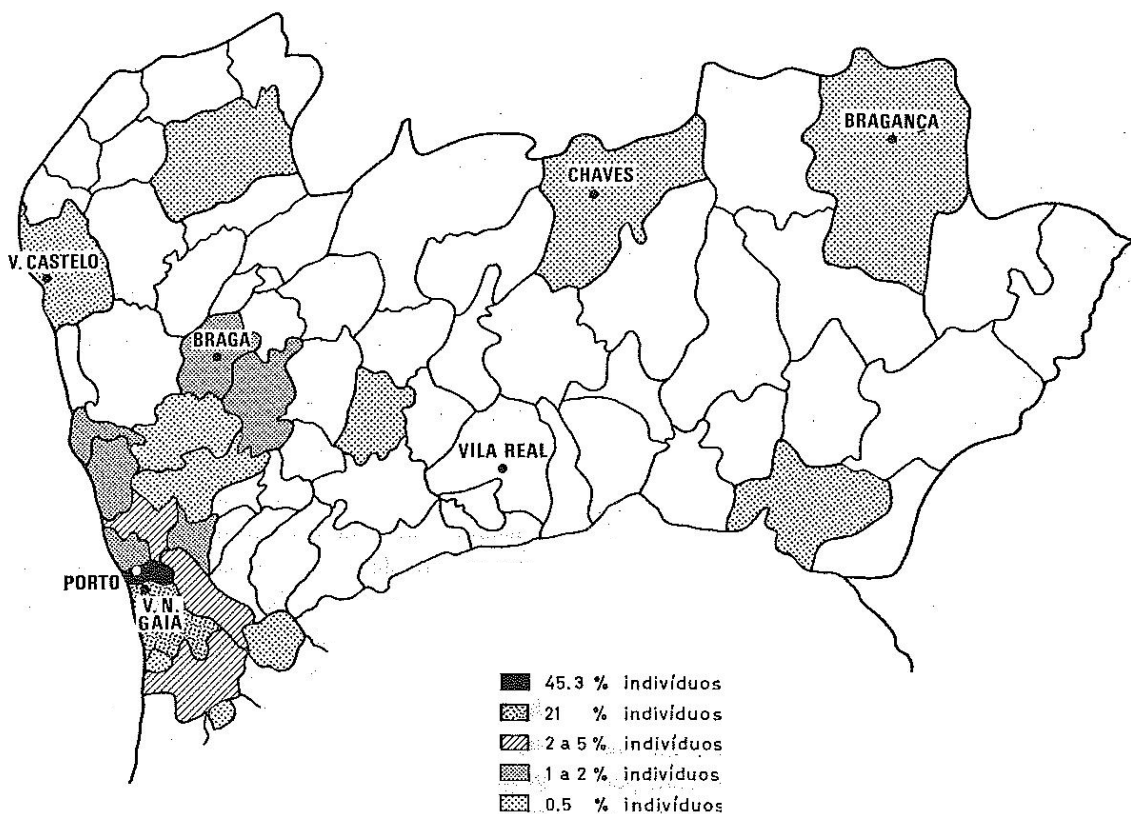 BRAGANÇA
CHAVES
V. CASTELO
BRAGA
VILA REAL
PORTO
V. N.
GAIA
45.3 % indivíduos
21 % indivíduos
2 a 5 % indivíduos
1 a 2 % indivíduos
0.5 % indivíduos